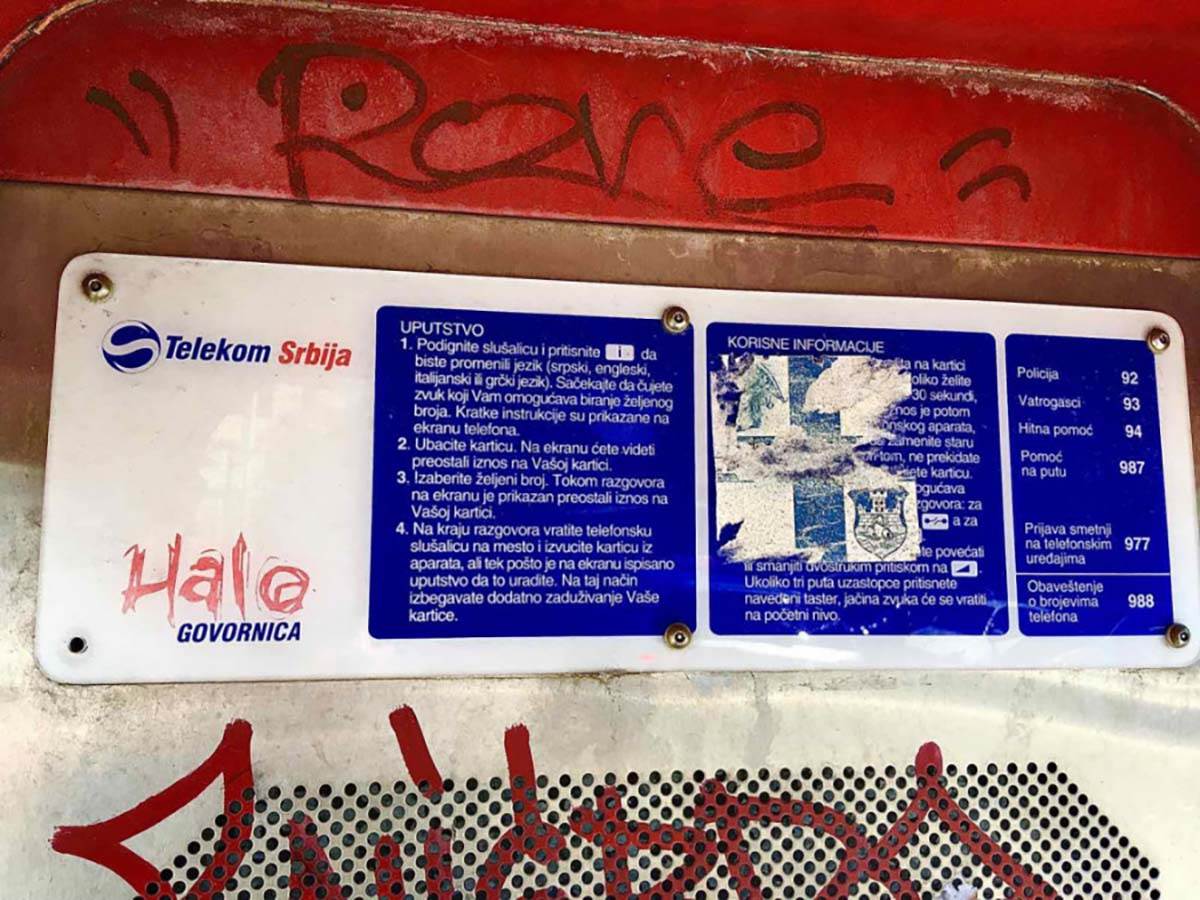 " Rare "
Telekom Srbija
Halo
GOVORNICA
UPUTSTVO
1. Podignite slušalicu i pritisnite i da
biste promenili jezik (srpski, engleski,
italijanski ili grčki jezik). Sačekajte da čujete
zvuk koji Vam omogućava biranje željenog
broja. Kratke instrukcije su prikazane na
ekranu telefona.
2. Ubacite karticu. Na ekranu ćete videti
preostali iznos na Vašoj kartici.
3. Izaberite željeni broj. Tokom razgovora
na ekranu je prikazan preostali iznos na
Vašoj kartici.
4. Na kraju razgovora vratite telefonsku
slušalicu na mesto i izvucite karticu iz
aparata, ali tek pošto je na ekranu ispisano
uputstvo da to uradite. Na taj način
izbegavate dodatno zaduživanje Vaše
kartice.
KORISNE INFORMACIJE
na kartici
želite
30 sekundi,
je potom
aparata,
zamenite staru
ne prekidate
karticu.
za
a za
povećati
ili smanjiti dvostrukim pritiskom na
Ukoliko tri puta uzastopce pritisnete
navedeni taster, jačina zvuka će se vratiti
na početni nivo.
Policija 92
Vatrogasci 93
Hitna pomoć 94
Pomoć
na putu 987
Prijava smetnji
na telefonskim 977
uređajima
Obaveštenje
o brojevima 988
telefona